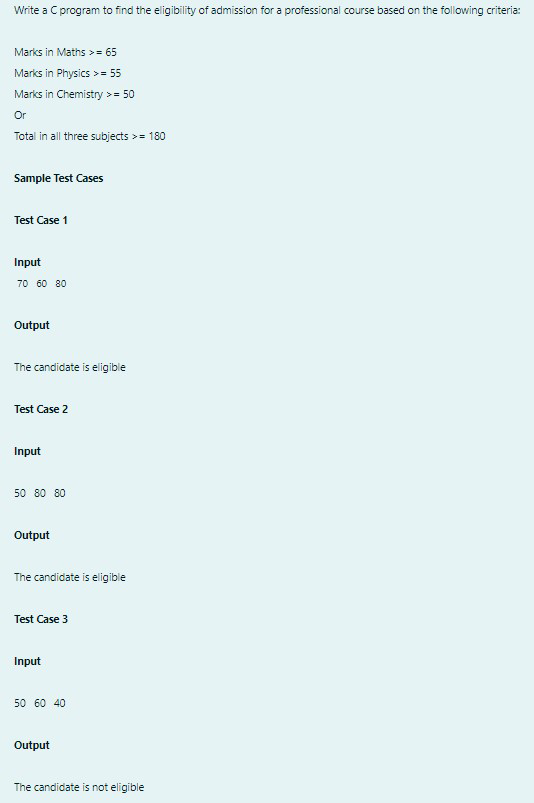 Write a C program to find the eligibility of admission for a professional course based on the following criteria:
Marks in Maths >= 65
Marks in Physics >= 55
Marks in Chemistry >= 50
Or
Total in all three subjects >= 180
Sample Test Cases
Test Case 1
Input
70 60 80
Output
The candidate is eligible
Test Case 2
Input
50 80 80
Output
The candidate is eligible
Test Case 3
Input
50 60 40
Output
The candidate is not eligible